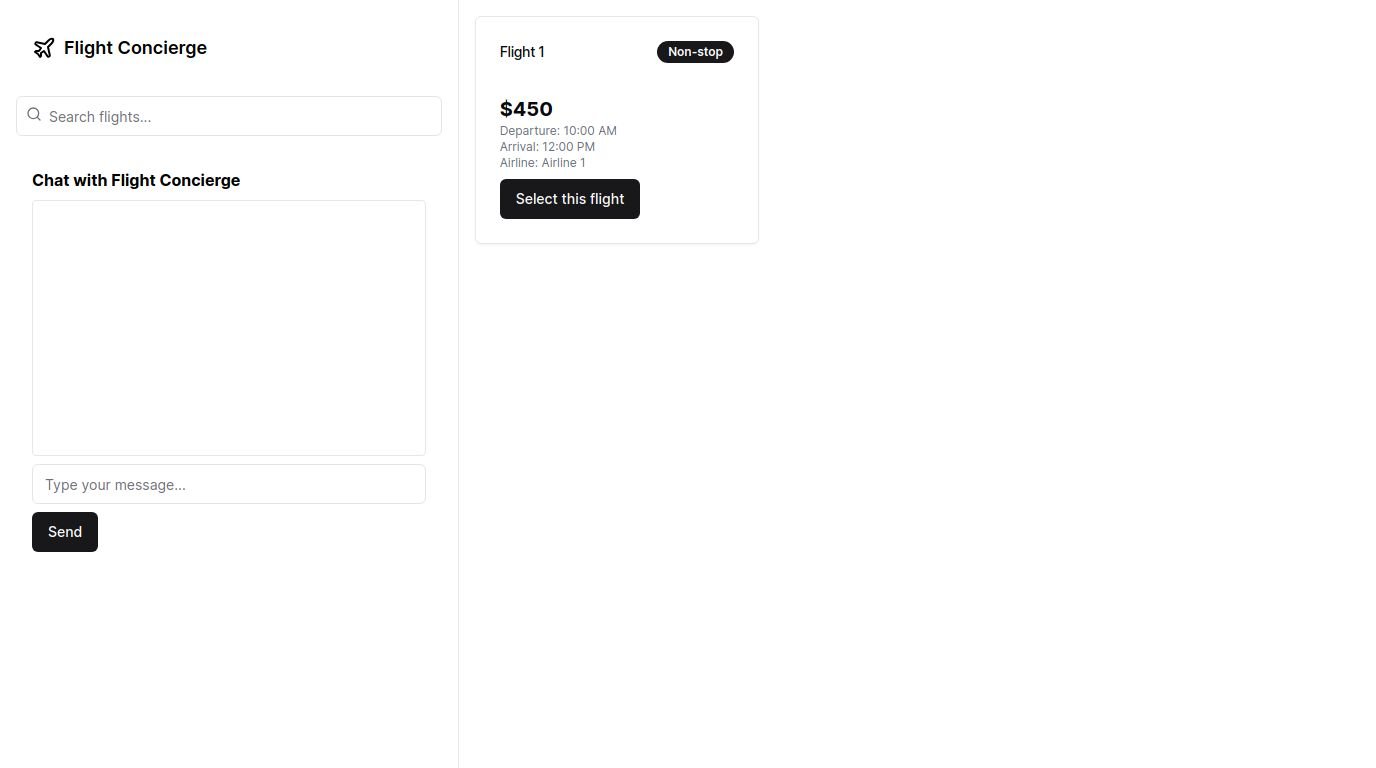 Flight Concierge
Search flights...
Chat with Flight Concierge
Type your message...
Send
Flight 1
Non-stop
$450
Departure: 10:00 AM
Arrival: 12:00 PM
Airline: Airline 1
Select this flight